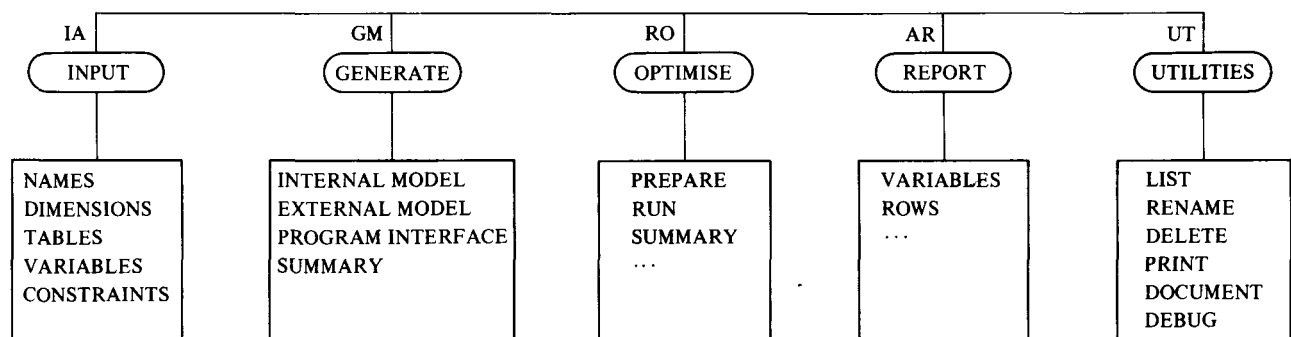 IA
GM
RO
AR
UT
INPUT
GENERATE
OPTIMISE
REPORT
UTILITIES
NAMES
DIMENSIONS
TABLES
VARIABLES
CONSTRAINTS
INTERNAL MODEL
EXTERNAL MODEL
PROGRAM INTERFACE
SUMMARY
PREPARE
RUN
SUMMARY
...
VARIABLES
ROWS
...
LIST
RENAME
DELETE
PRINT
DOCUMENT
DEBUG